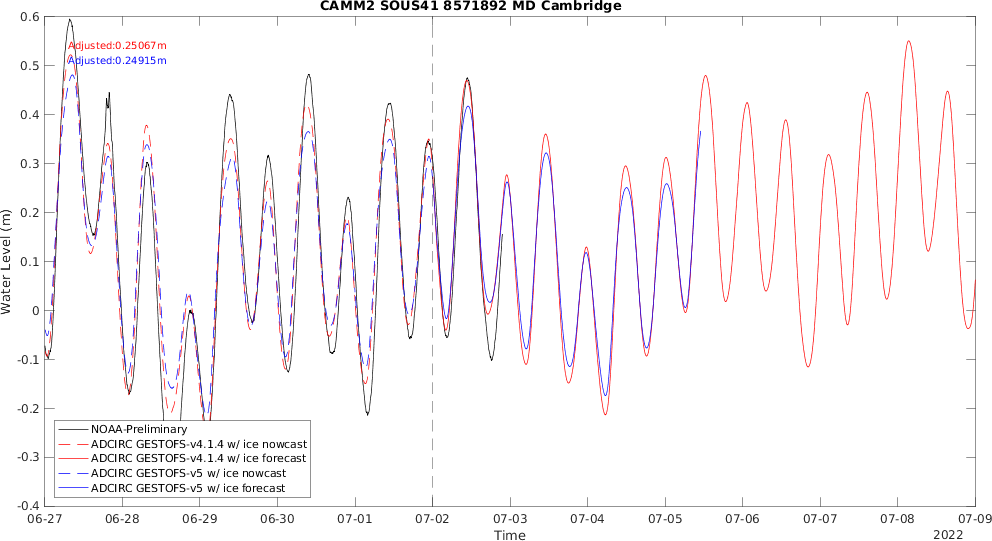 CAMM2 SOUS41 8571892 MD Cambridge
0.6
0.5
0.4
0.3
0.2
0.1
0
-0.1
-0.2
-0.3
-0.4
Water Level (m)
Adjusted:0.25067m
Adjusted:0.24915m
NOAA-Preliminary
ADCIRC GESTOFS-v4.1.4 w/ ice nowcast
ADCIRC GESTOFS-v4.1.4 w/ ice forecast
ADCIRC GESTOFS-v5 w/ ice nowcast
ADCIRC GESTOFS-v5 w/ ice forecast
06-27 06-28 06-29 06-30 07-01 07-02 07-03 07-04 07-05 07-06 07-07 07-08 07-09
Time
2022